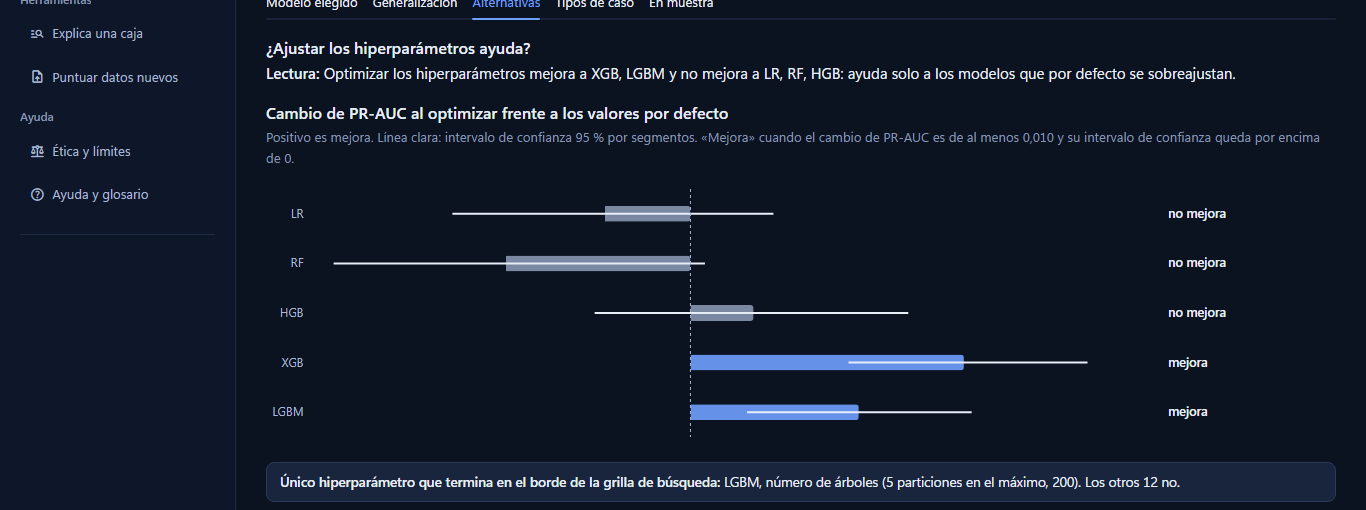 Herramientas
Explica una caja
Puntuar datos nuevos
Ayuda
Ética y límites
Ayuda y glosario
Modelo elegido Generalización Alternativas Tipos de caso En muestra
¿Ajustar los hiperparámetros ayuda?
Lectura: Optimizar los hiperparámetros mejora a XGB, LGBM y no mejora a LR, RF, HGB: ayuda solo a los modelos que por defecto se sobreajustan.
Cambio de PR-AUC al optimizar frente a los valores por defecto
Positivo es mejora. Línea clara: intervalo de confianza 95 % por segmentos. «Mejora» cuando el cambio de PR-AUC es de al menos 0,010 y su intervalo de confianza queda por encima
de 0.
LR no mejora
RF no mejora
HGB no mejora
XGB mejora
LGBM mejora
Único hiperparámetro que termina en el borde de la grilla de búsqueda: LGBM, número de árboles (5 particiones en el máximo, 200). Los otros 12 no.